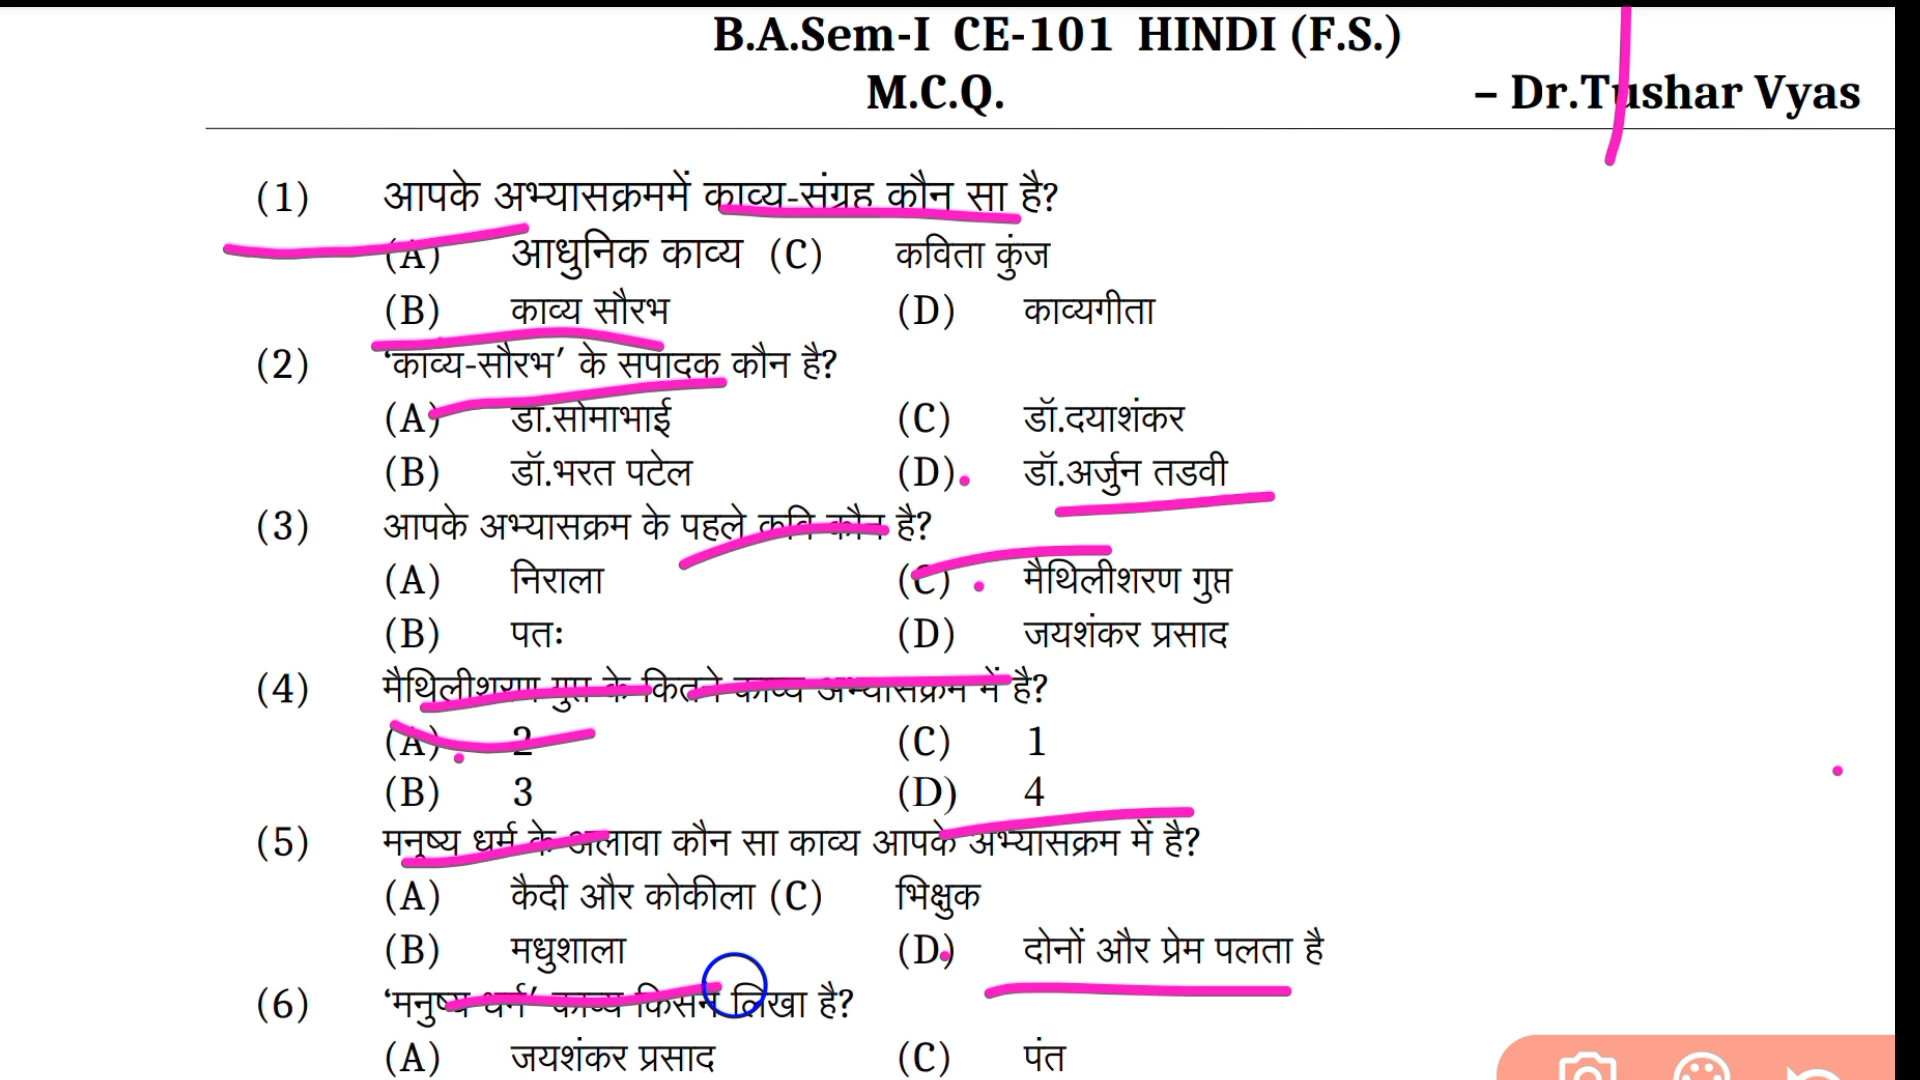 B.A.Sem-I CE-101 HINDI (F.S.)
M.C.Q. – Dr.Tushar Vyas
(1) आपके अभ्यासक्रममें काव्य-संग्रह कौन सा है?
(A) आधुनिक काव्य (C) कविता कुंज
(B) काव्य सौरभ (D) काव्यगीता
(2) ‘काव्य-सौरभ’ के सपादक कौन है?
(A) डॉ.सोमाभाई (C) डॉ.दयाशंकर
(B) डॉ.भरत पटेल (D) डॉ.अर्जुन तडवी
(3) आपके अभ्यासक्रम के पहले कवि कौन है?
(A) निराला (C) मैथिलीशरण गुप्त
(B) पतः (D) जयशंकर प्रसाद
(4) मैथिलीशरण गुप्त के कितने काव्य अभ्यासक्रम में है?
(A) 2 (C) 1
(B) 3 (D) 4
(5) मनुष्य धर्म के अलावा कौन सा काव्य आपके अभ्यासक्रम में है?
(A) कैदी और कोकीला (C) भिक्षुक
(B) मधुशाला (D) दोनों और प्रेम पलता है
(6) ‘मनुष्य धर्म’ काव्य किसने लिखा है?
(A) जयशंकर प्रसाद (C) पंत